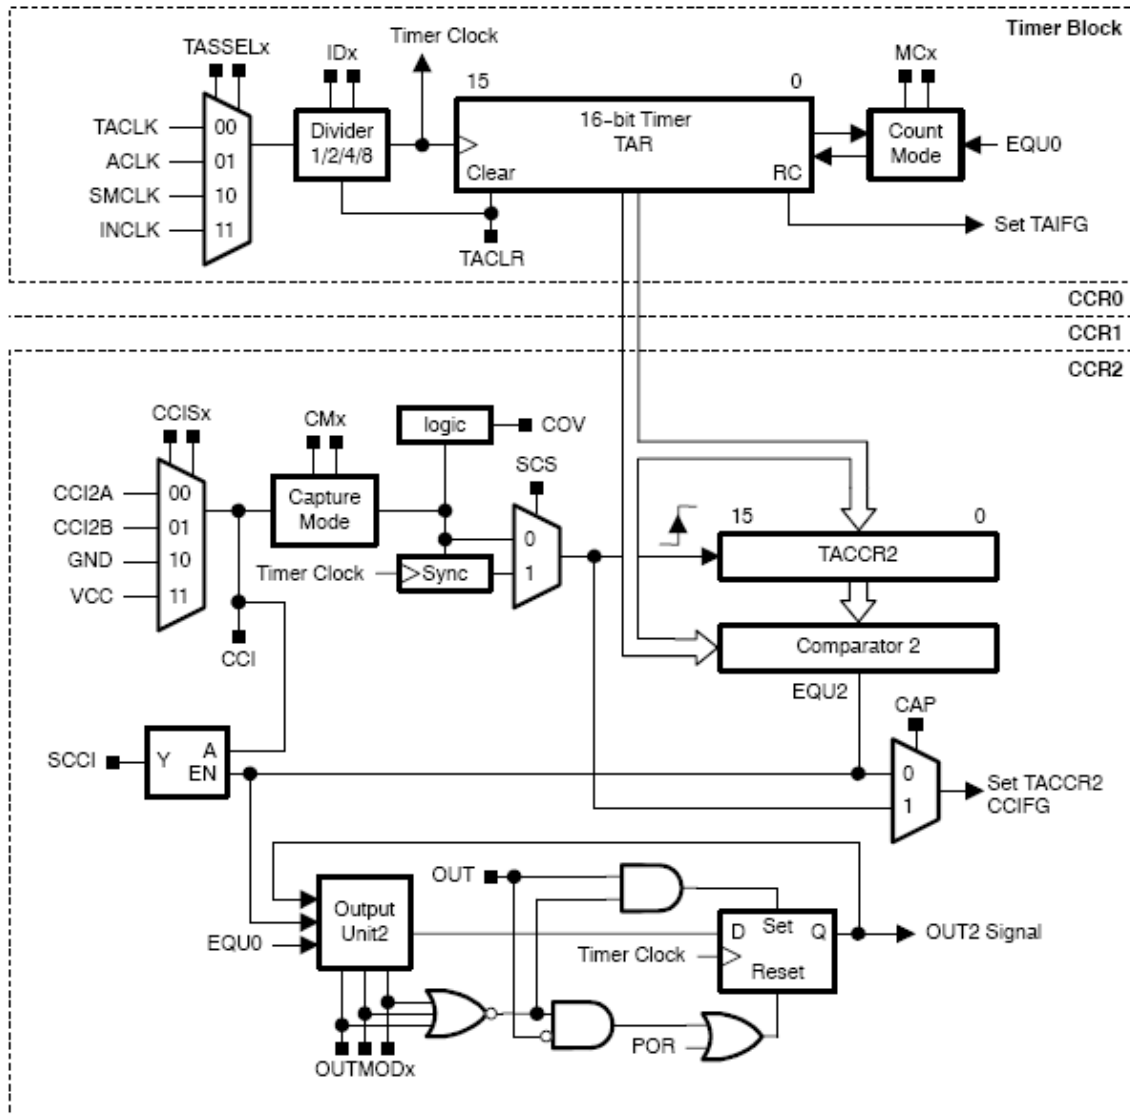 Timer Block
Timer Clock
TASSELx
IDx
15
0
MCx
TACLK
00
ACLK
01
SMCLK
10
INCLK
11
Divider
1/2/4/8
16-bit Timer
TAR
Clear
RC
Count
Mode
EQU0
Set TAIFG
TACLR
CCR0
CCR1
CCR2
CCISx
CMx
logic
COV
SCS
CCI2A
00
CCI2B
01
GND
10
VCC
11
Capture
Mode
0
1
Timer Clock
Sync
15
0
TACCR2
Comparator 2
CCI
EQU2
CAP
SCCI
Y
A
EN
0
1
Set TACCR2
CCIFG
OUT
Output
Unit2
EQU0
D
Set
Q
Timer Clock
Reset
OUT2 Signal
POR
OUTMODx